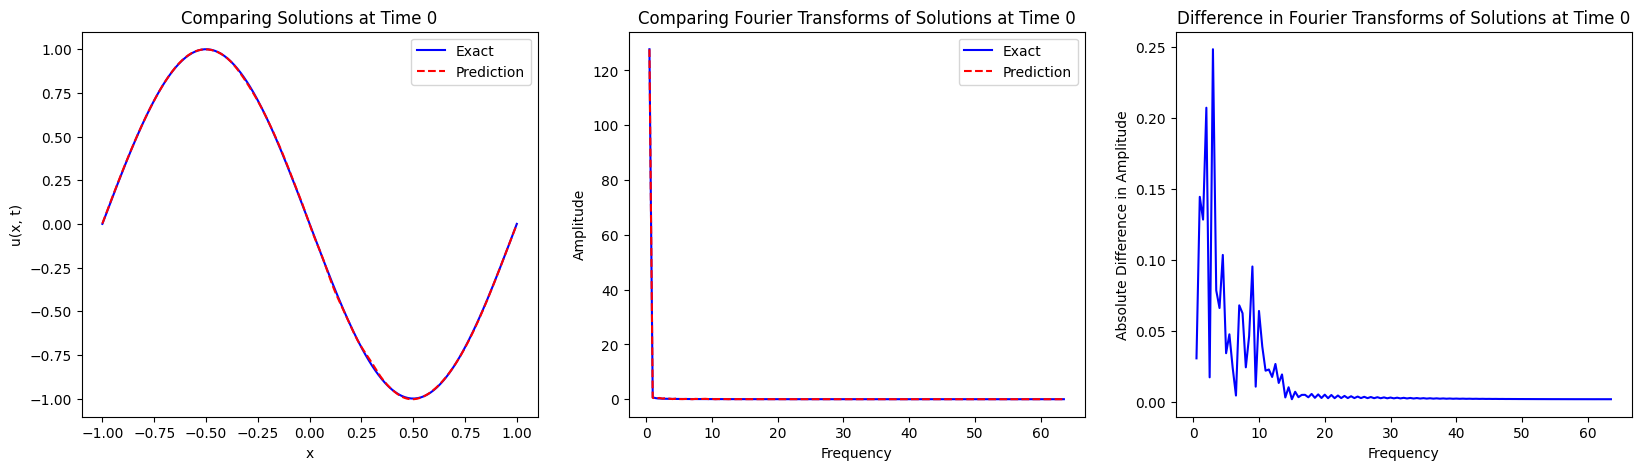 Comparing Solutions at Time 0
1.00
0.75
0.50
0.25
0.00
−0.25
−0.50
−0.75
−1.00
u(x, t)
Exact
Prediction
−1.00 −0.75 −0.50 −0.25 0.00 0.25 0.50 0.75 1.00
x
Comparing Fourier Transforms of Solutions at Time 0
120
100
80
60
40
20
0
Amplitude
Exact
Prediction
0 10 20 30 40 50 60
Frequency
Difference in Fourier Transforms of Solutions at Time 0
0.25
0.20
0.15
0.10
0.05
0.00
Absolute Difference in Amplitude
0 10 20 30 40 50 60
Frequency